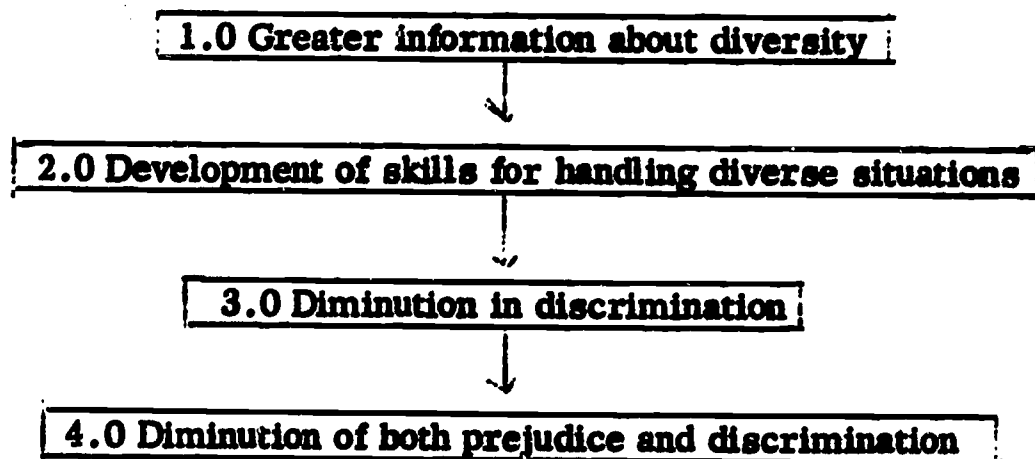 1.0 Greater information about diversity
2.0 Development of skills for handling diverse situations
3.0 Diminution in discrimination
4.0 Diminution of both prejudice and discrimination